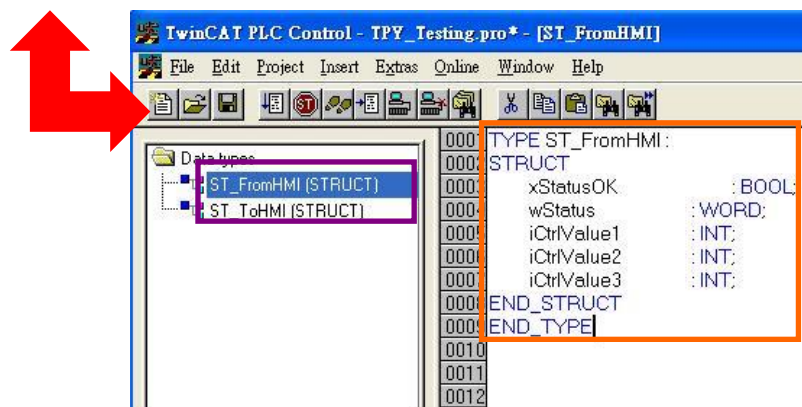 TwinCAT PLC Control - TPY_Testing.pro* - [ST_FromHMI]
File Edit Project Insert Extras Online Window Help
Data types
ST_FromHMI (STRUCT)
ST_ToHMI (STRUCT)
0001 TYPE ST_FromHMI :
0002 STRUCT
0003 xStatusOK : BOOL;
0004 wStatus : WORD;
0005 iCtrlValue1 : INT;
0006 iCtrlValue2 : INT;
0007 iCtrlValue3 : INT;
0008 END_STRUCT
0009 END_TYPE
0010
0011
0012